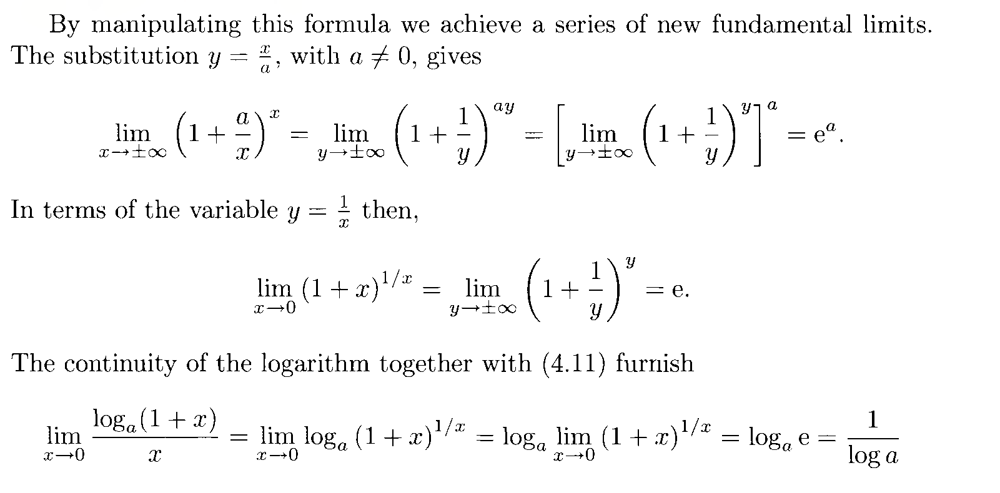 By manipulating this formula we achieve a series of new fundamental limits.
The substitution $y = \frac{x}{a}$, with $a \neq 0$, gives
$$\lim_{x \to \pm\infty} \left(1 + \frac{a}{x}\right)^x = \lim_{y \to \pm\infty} \left(1 + \frac{1}{y}\right)^{ay} = \left[\lim_{y \to \pm\infty} \left(1 + \frac{1}{y}\right)^y\right]^a = \mathrm{e}^a.$$
In terms of the variable $y = \frac{1}{x}$ then,
$$\lim_{x \to 0} (1 + x)^{1/x} = \lim_{y \to \pm\infty} \left(1 + \frac{1}{y}\right)^y = \mathrm{e}.$$
The continuity of the logarithm together with (4.11) furnish
$$\lim_{x \to 0} \frac{\log_a(1 + x)}{x} = \lim_{x \to 0} \log_a (1 + x)^{1/x} = \log_a \lim_{x \to 0} (1 + x)^{1/x} = \log_a \mathrm{e} = \frac{1}{\log a}$$